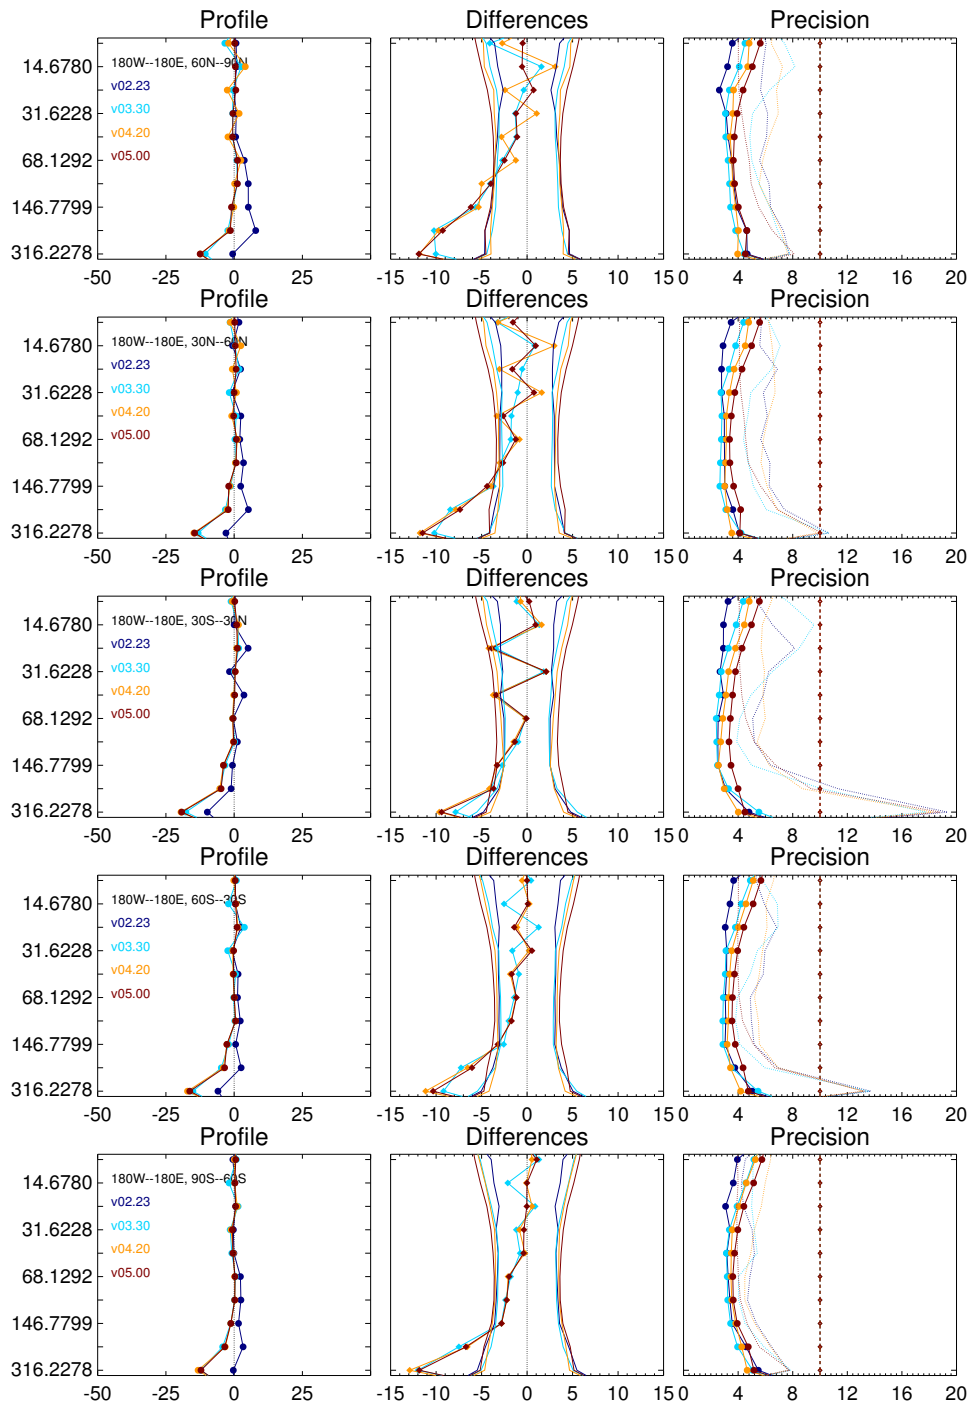 Profile Differences Precision
180W--180E, 60N--90N
14.6780
v02.23
31.6228
v03.30
v04.20
68.1292
v05.00
146.7799
316.2278
-50 -25 0 25 50 -15 -10 -5 0 5 10 15 0 4 8 12 16 20
Profile Differences Precision
180W--180E, 30N--60N
14.6780
v02.23
31.6228
v03.30
v04.20
68.1292
v05.00
146.7799
316.2278
-50 -25 0 25 50 -15 -10 -5 0 5 10 15 0 4 8 12 16 20
Profile Differences Precision
180W--180E, 30S--30N
14.6780
v02.23
31.6228
v03.30
v04.20
68.1292
v05.00
146.7799
316.2278
-50 -25 0 25 50 -15 -10 -5 0 5 10 15 0 4 8 12 16 20
Profile Differences Precision
180W--180E, 60S--30S
14.6780
v02.23
31.6228
v03.30
v04.20
68.1292
v05.00
146.7799
316.2278
-50 -25 0 25 50 -15 -10 -5 0 5 10 15 0 4 8 12 16 20
Profile Differences Precision
180W--180E, 90S--60S
14.6780
v02.23
31.6228
v03.30
v04.20
68.1292
v05.00
146.7799
316.2278
-50 -25 0 25 50 -15 -10 -5 0 5 10 15 0 4 8 12 16 20